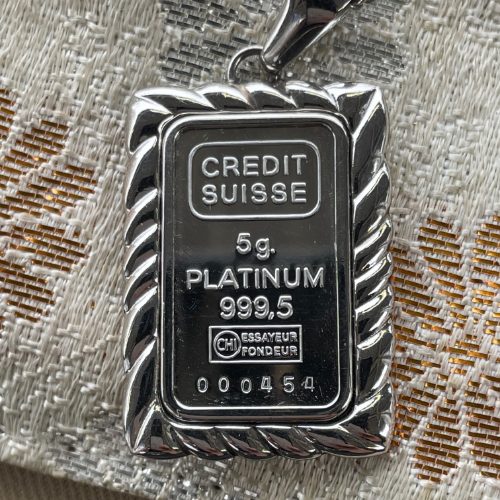 CREDIT
SUISSE
5g.
PLATINUM
999,5
CHI ESSAYEUR
FONDEUR
000454